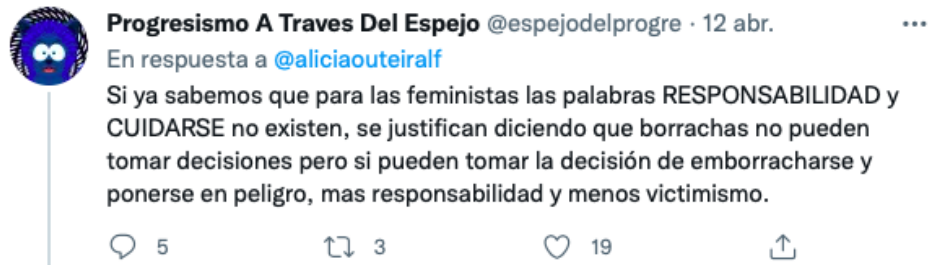 Progresismo A Traves Del Espejo @espejodelprogre · 12 abr.
En respuesta a @aliciaouteiralf
Si ya sabemos que para las feministas las palabras RESPONSABILIDAD y
CUIDARSE no existen, se justifican diciendo que borrachas no pueden
tomar decisiones pero si pueden tomar la decisión de emborracharse y
ponerse en peligro, mas responsabilidad y menos victimismo.
5 3 19